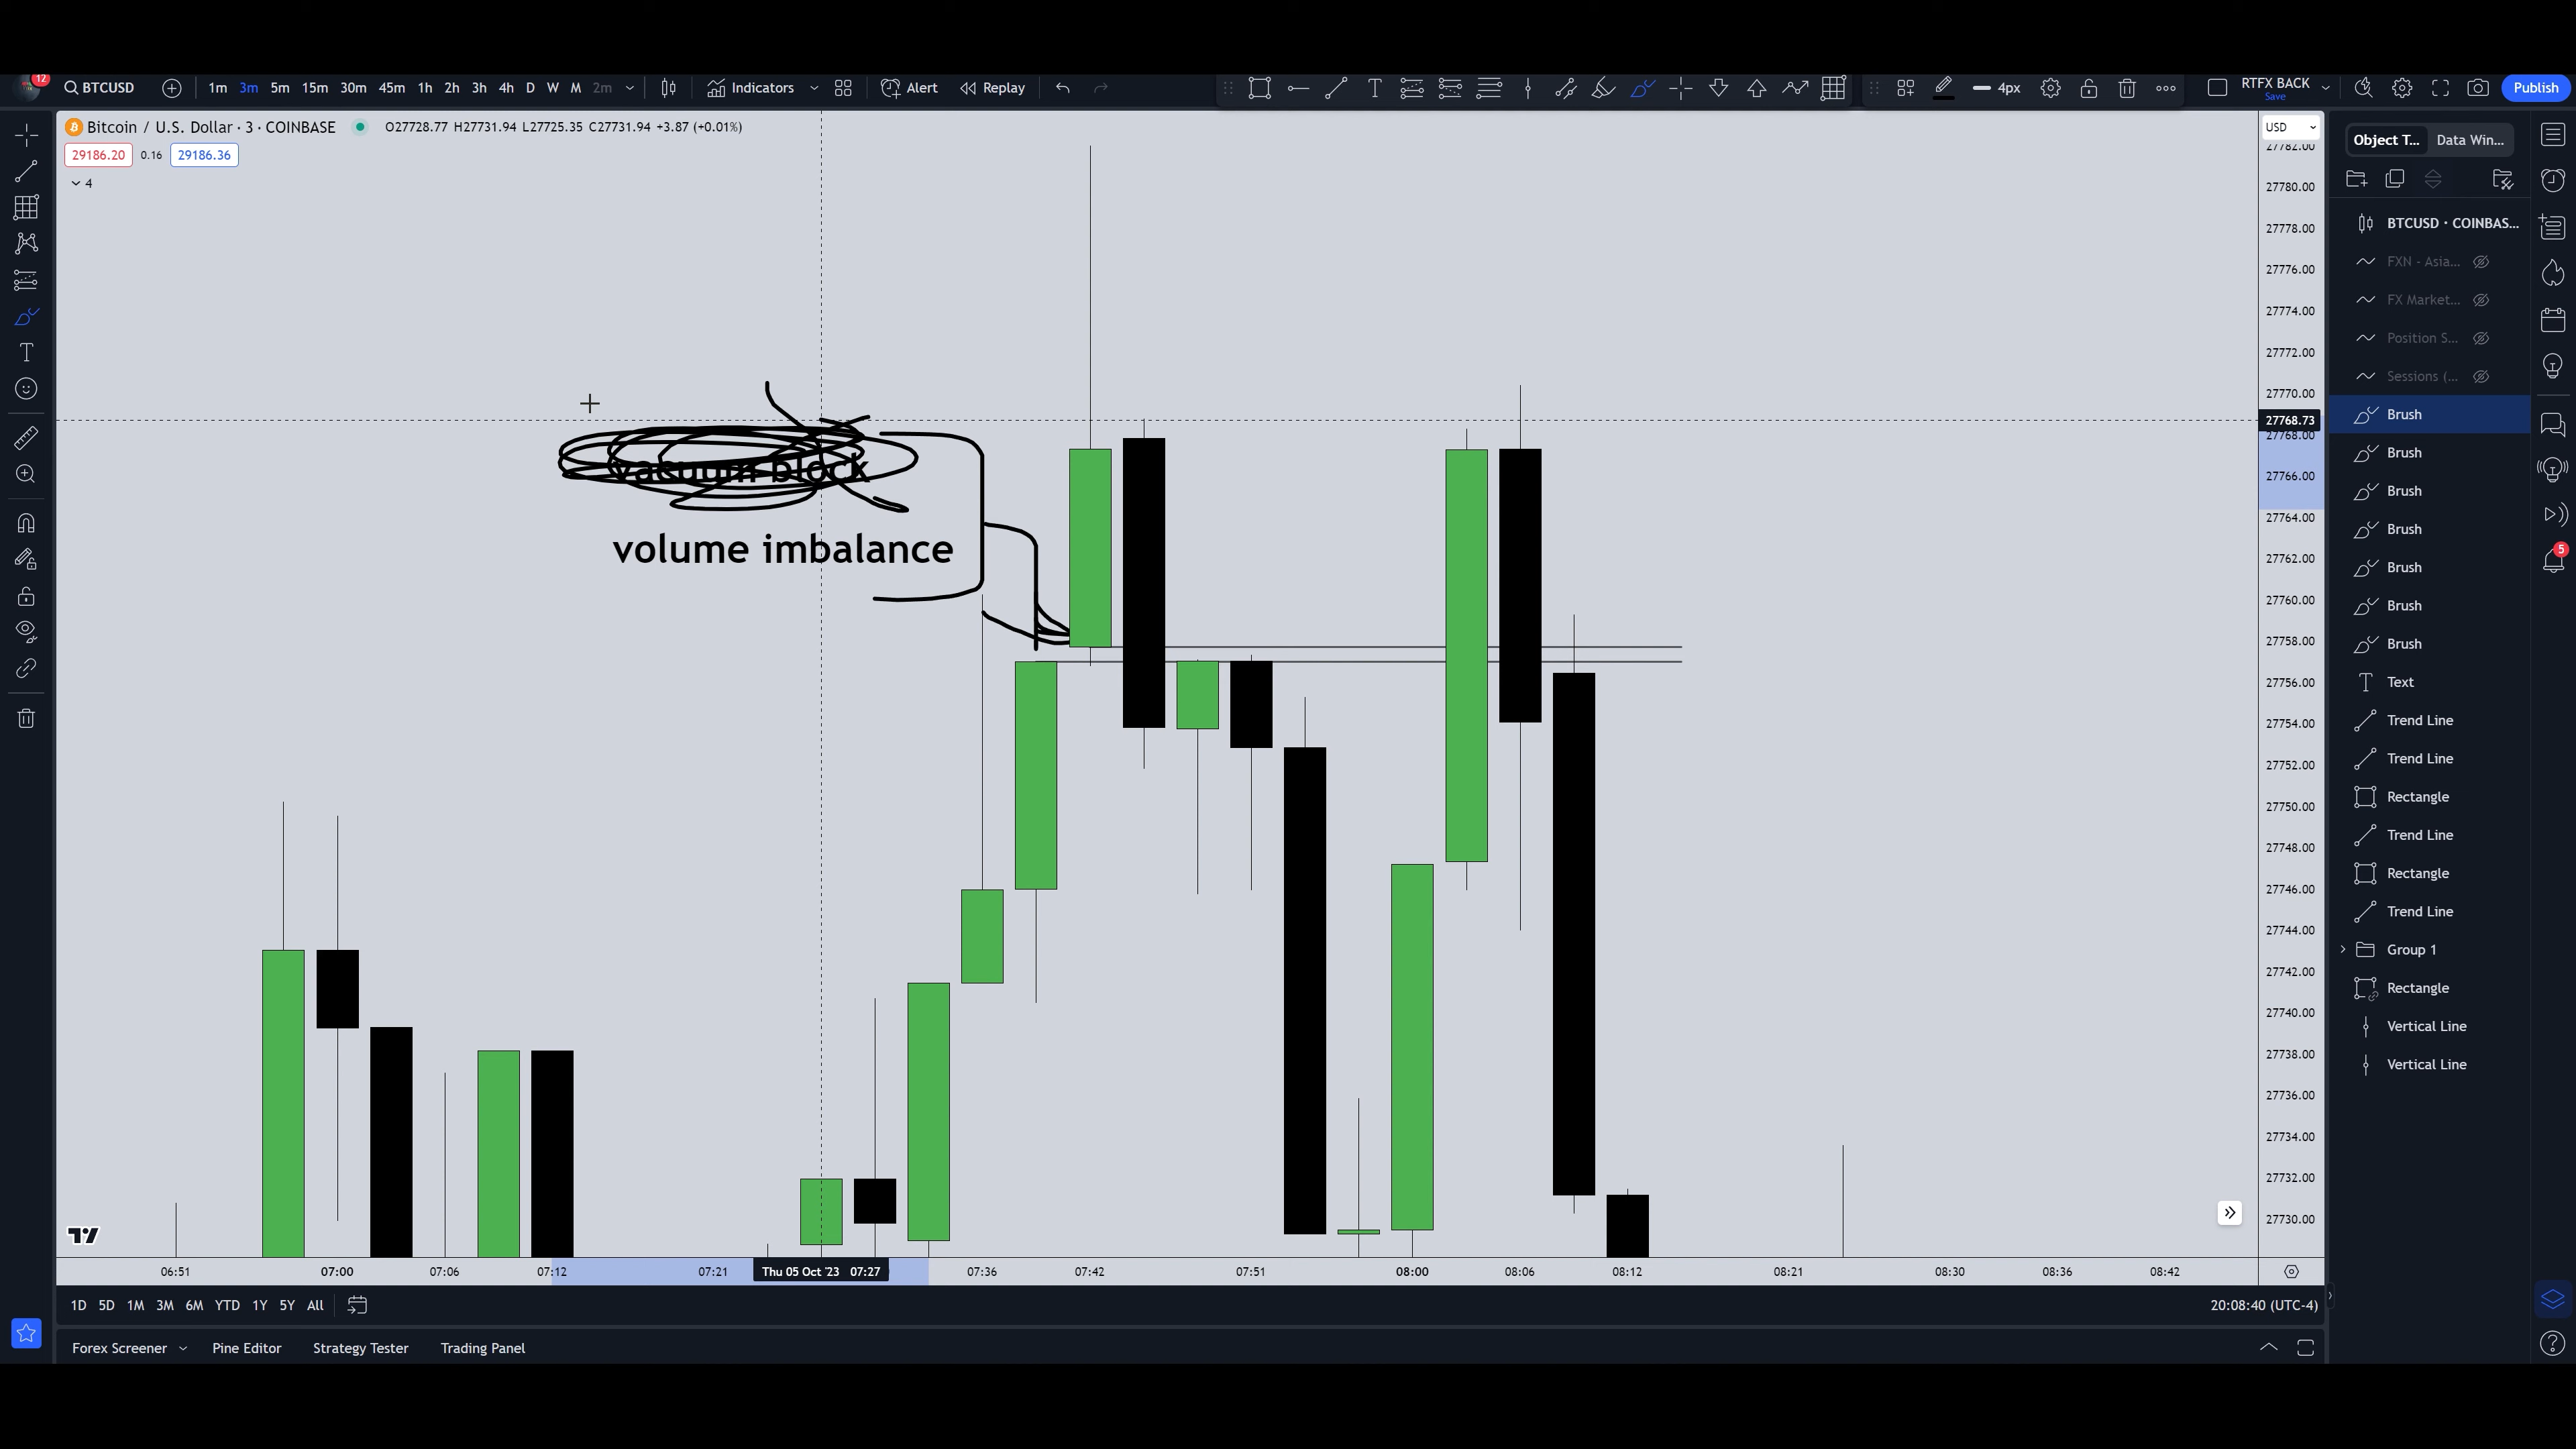 12
BTCUSD
1m 3m 5m 15m 30m 45m 1h 2h 3h 4h D W M 2m
Indicators
Alert
Replay
4px
RTFX BACK
Save
Publish
Bitcoin / U.S. Dollar · 3 · COINBASE
O27728.77 H27731.94 L27725.35 C27731.94 +3.87 (+0.01%)
29186.20 0.16 29186.36
4
USD
27782.00
27780.00
27778.00
27776.00
27774.00
27772.00
27770.00
27768.73
27768.00
27766.00
27764.00
27762.00
27760.00
27758.00
27756.00
27754.00
27752.00
27750.00
27748.00
27746.00
27744.00
27742.00
27740.00
27738.00
27736.00
27734.00
27732.00
27730.00
vacuum block
volume imbalance
06:51 07:00 07:06 07:12 07:21 Thu 05 Oct '23 07:27 07:36 07:42 07:51 08:00 08:06 08:12 08:21 08:30 08:36 08:42
1D 5D 1M 3M 6M YTD 1Y 5Y All
20:08:40 (UTC-4)
Forex Screener Pine Editor Strategy Tester Trading Panel
Object T... Data Win...
BTCUSD · COINBAS...
FXN - Asia...
FX Market...
Position S...
Sessions (...
Brush
Brush
Brush
Brush
Brush
Brush
Brush
Text
Trend Line
Trend Line
Rectangle
Trend Line
Rectangle
Trend Line
Group 1
Rectangle
Vertical Line
Vertical Line
5